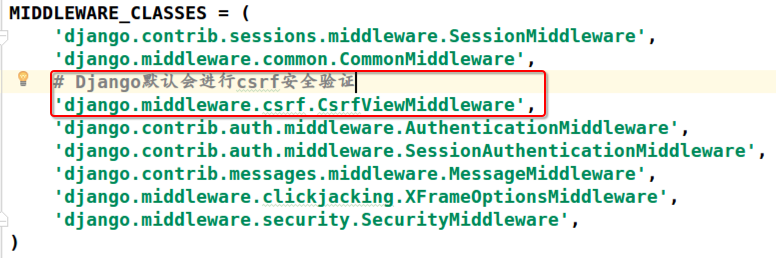 MIDDLEWARE_CLASSES = (
    'django.contrib.sessions.middleware.SessionMiddleware',
    'django.middleware.common.CommonMiddleware',
    # Django默认会进行csrf安全验证
    'django.middleware.csrf.CsrfViewMiddleware',
    'django.contrib.auth.middleware.AuthenticationMiddleware',
    'django.contrib.auth.middleware.SessionAuthenticationMiddleware',
    'django.contrib.messages.middleware.MessageMiddleware',
    'django.middleware.clickjacking.XFrameOptionsMiddleware',
    'django.middleware.security.SecurityMiddleware',
)